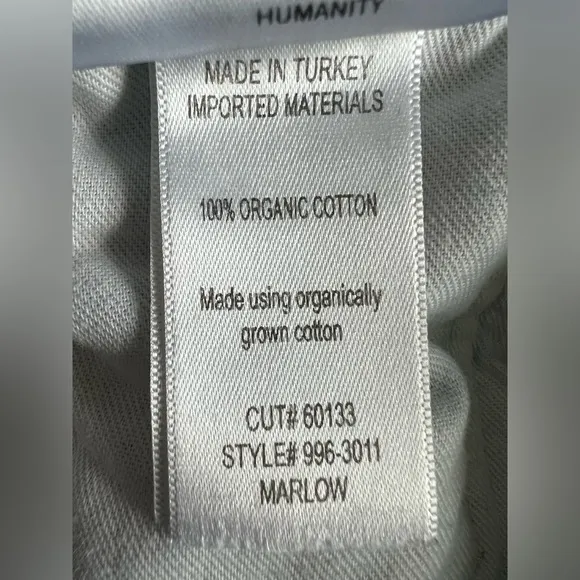 HUMANITY
MADE IN TURKEY
IMPORTED MATERIALS
100% ORGANIC COTTON
Made using organically
grown cotton
CUT# 60133
STYLE# 996-3011
MARLOW